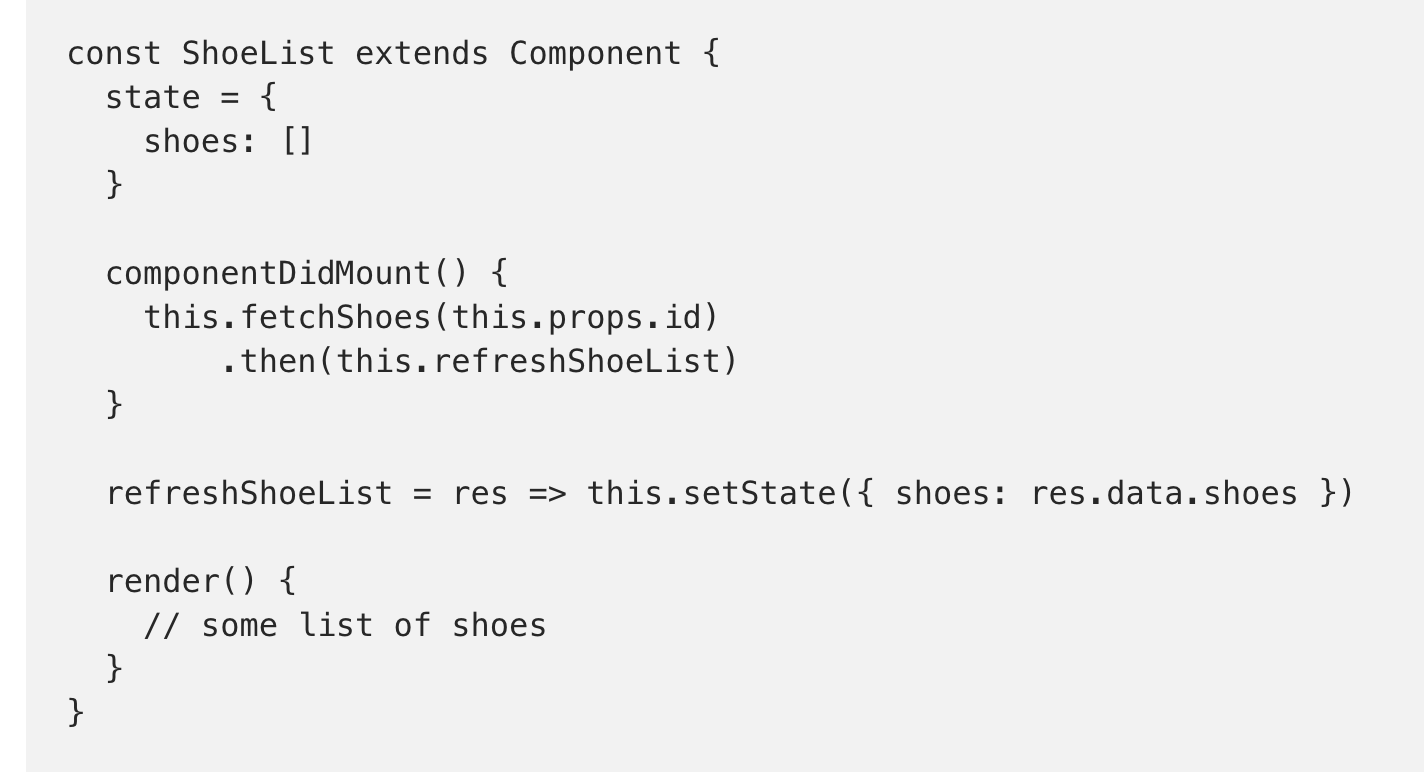 const ShoeList extends Component {
  state = {
    shoes: []
  }

  componentDidMount() {
    this.fetchShoes(this.props.id)
        .then(this.refreshShoeList)
  }

  refreshShoeList = res => this.setState({ shoes: res.data.shoes })

  render() {
    // some list of shoes
  }
}